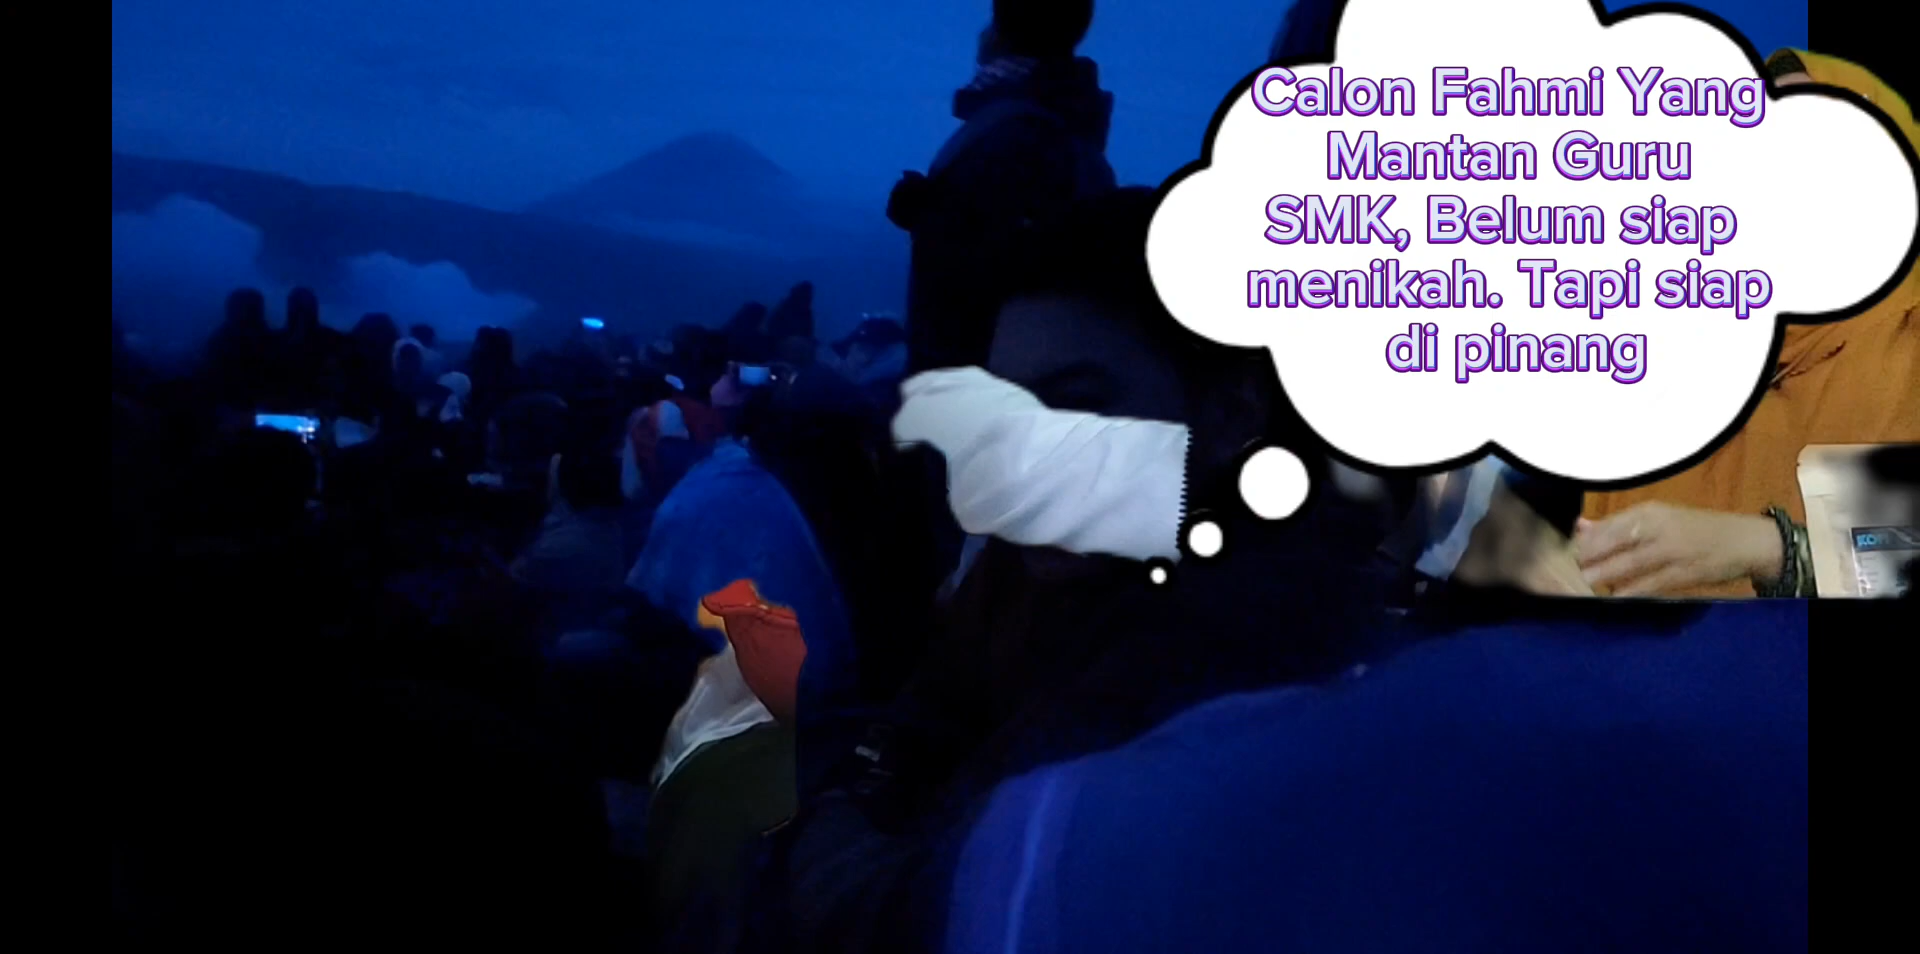 Calon Fahmi Yang
Mantan Guru
SMK, Belum siap
menikah. Tapi siap
di pinang